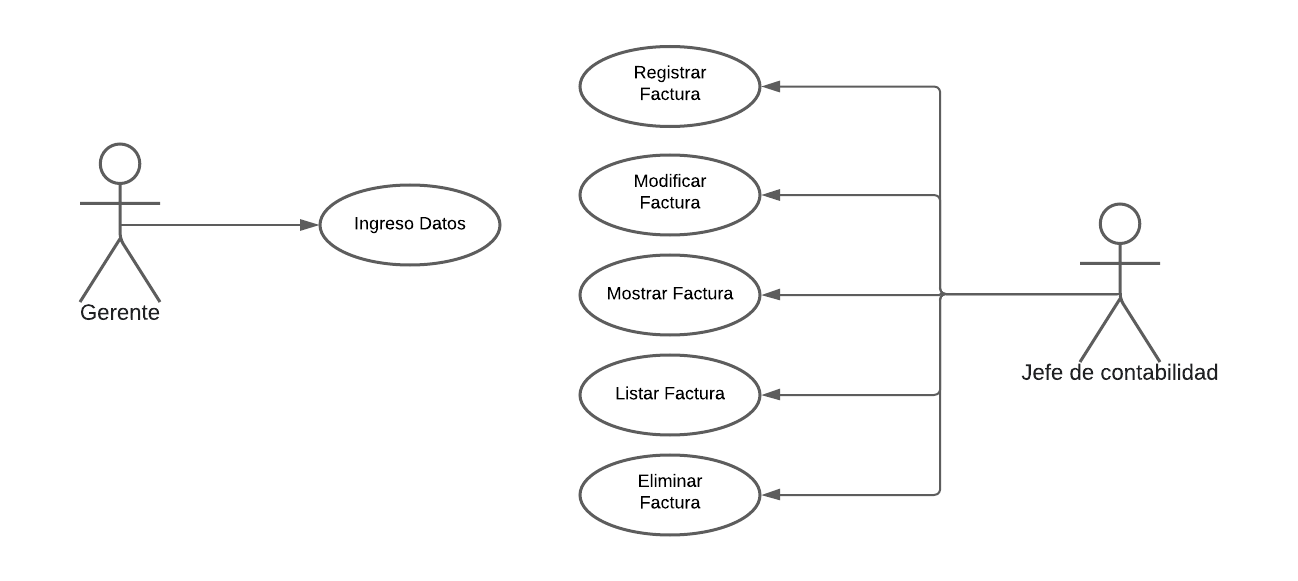 Registrar
Factura
Modificar
Factura
Ingreso Datos
Mostrar Factura
Gerente
Jefe de contabilidad
Listar Factura
Eliminar
Factura